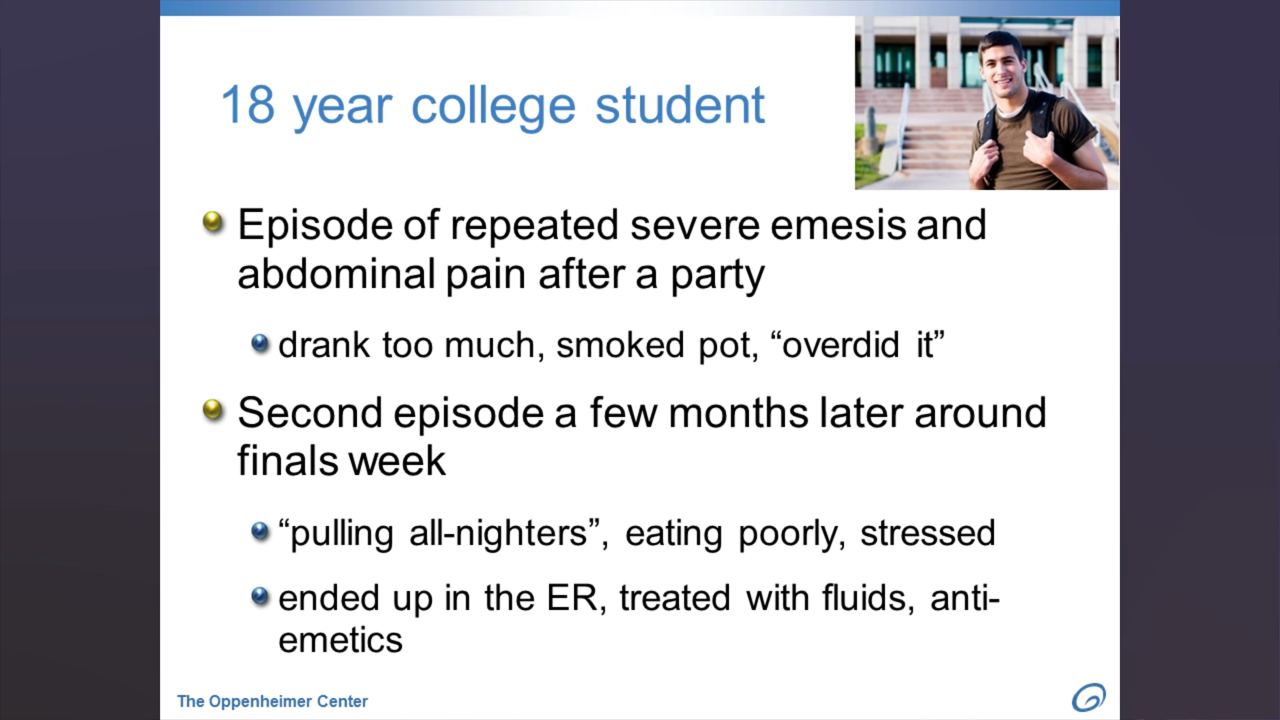 18 year college student
Episode of repeated severe emesis and
abdominal pain after a party
drank too much, smoked pot, “overdid it”
Second episode a few months later around
finals week
“pulling all-nighters”, eating poorly, stressed
ended up in the ER, treated with fluids, anti-
emetics
The Oppenheimer Center